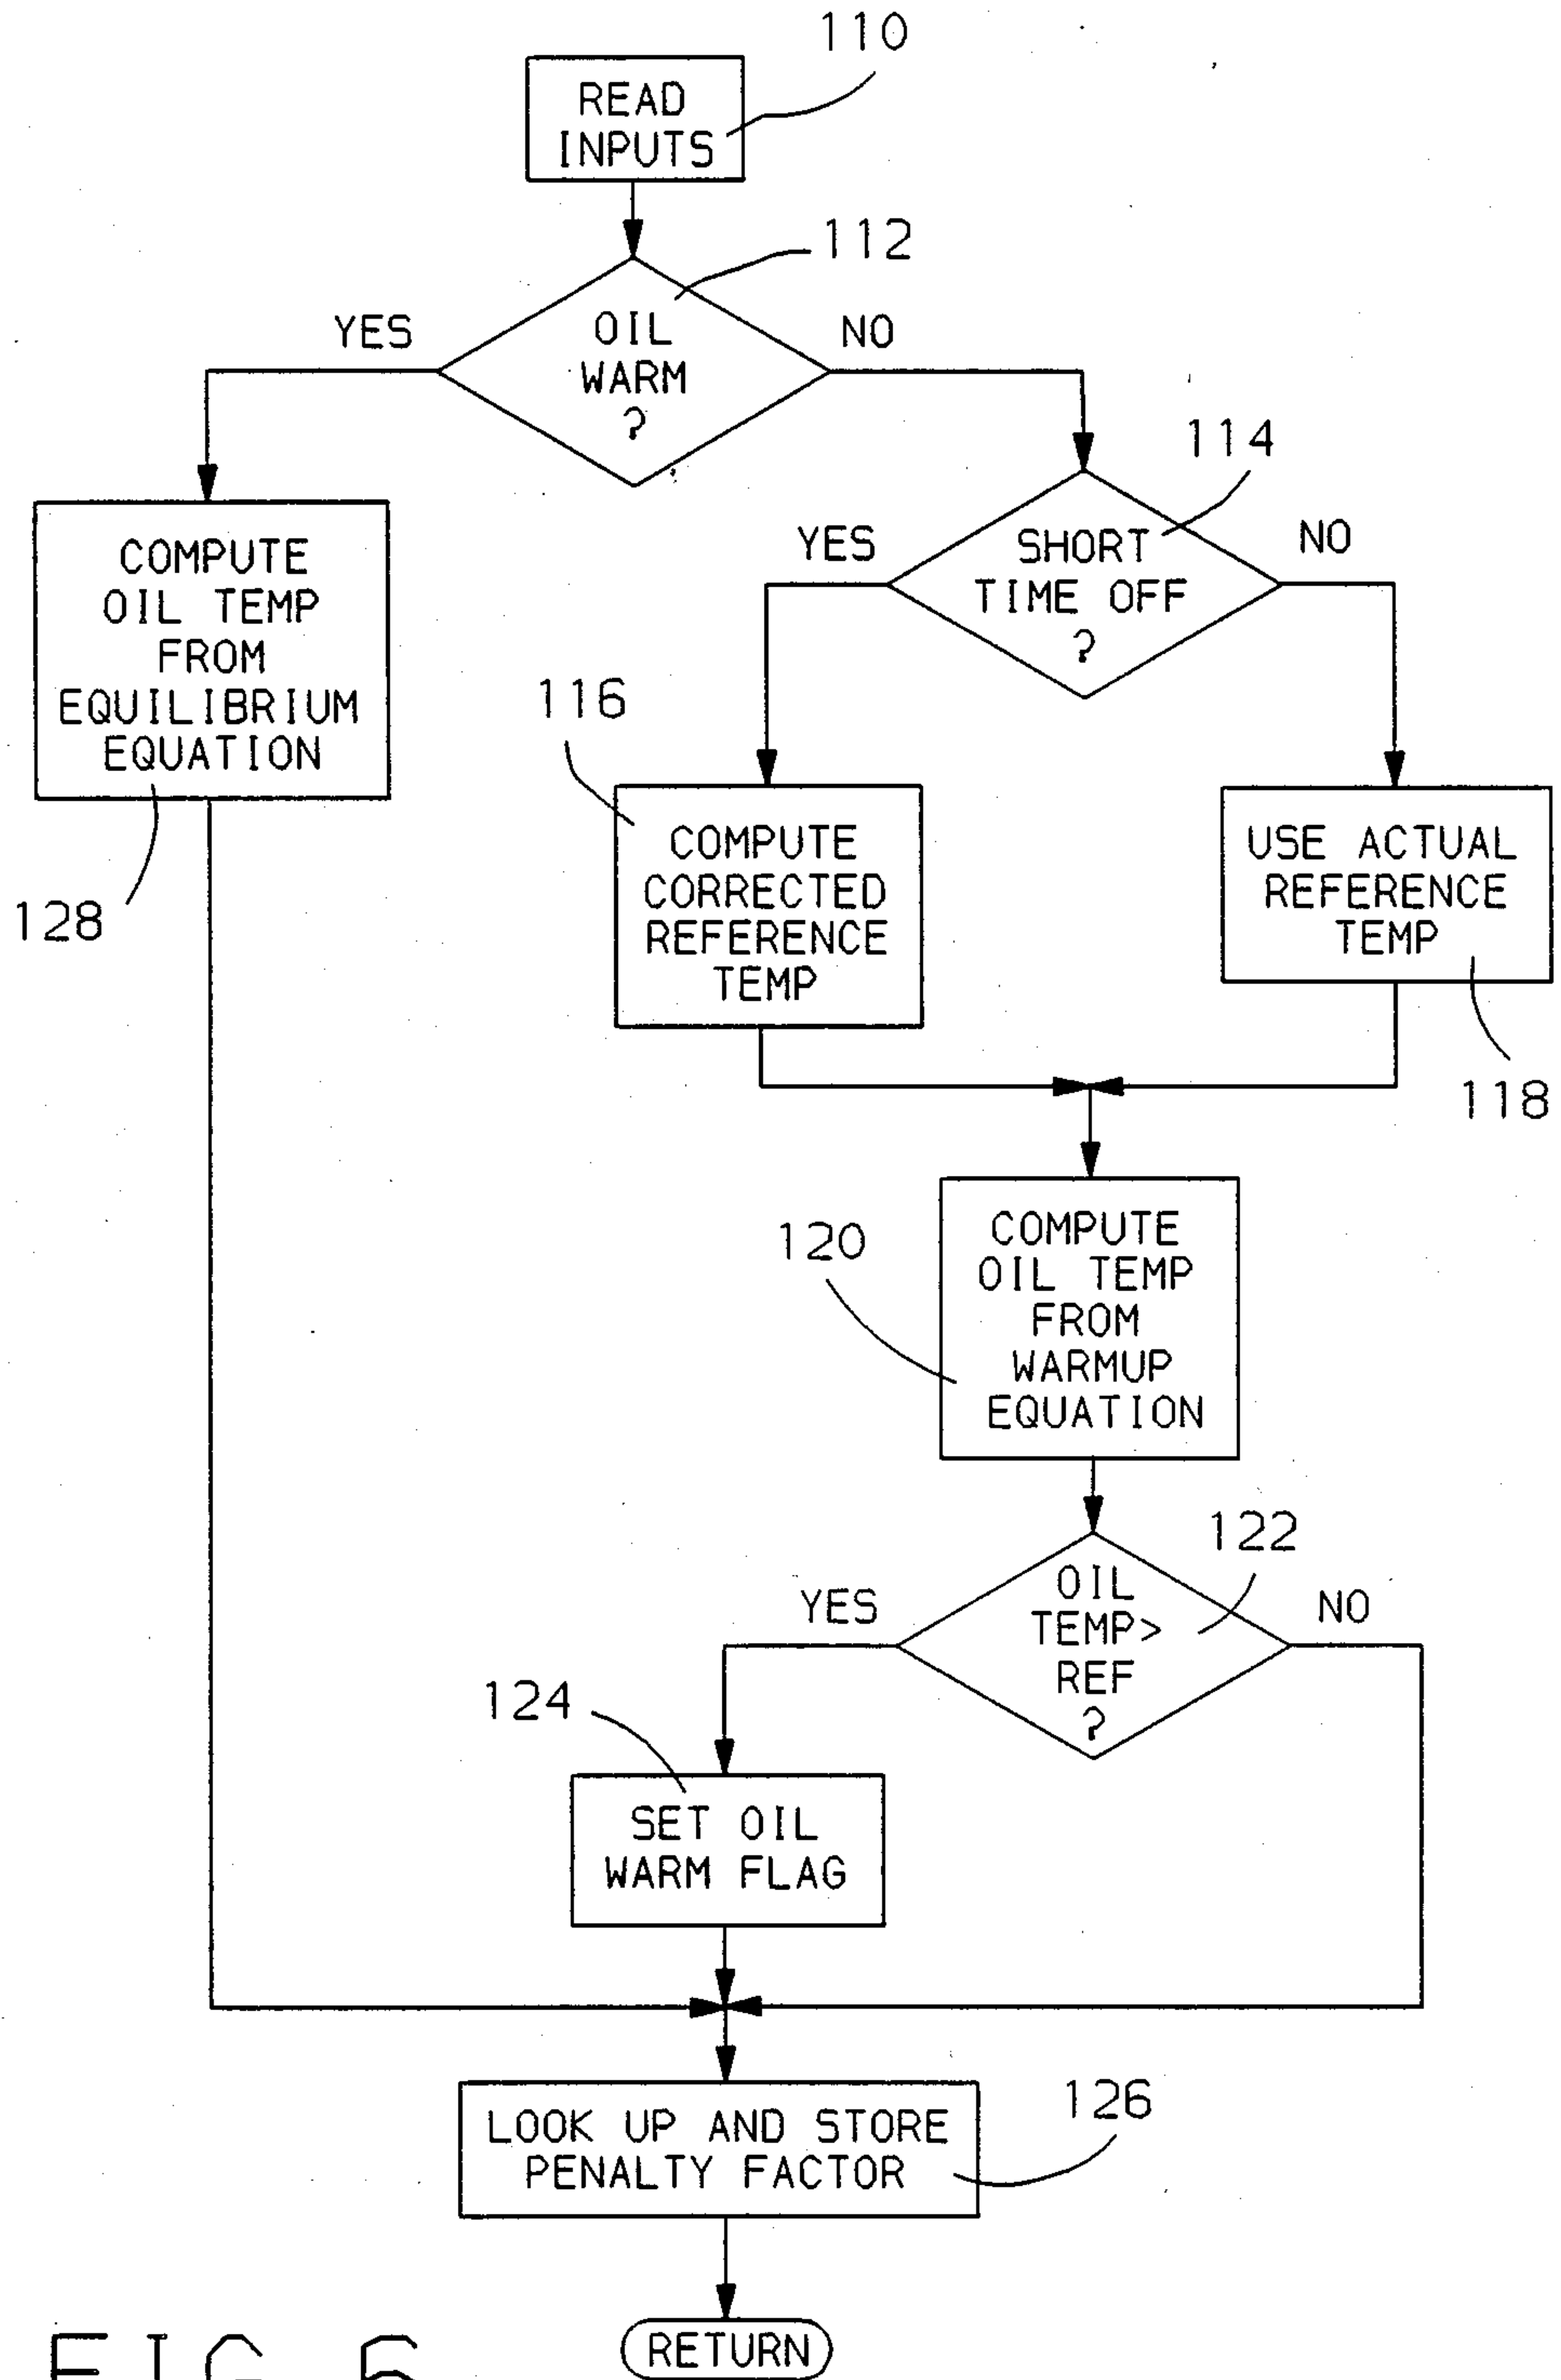 110
READ
INPUTS
112
YES
OIL
WARM
?
NO
114
YES
SHORT
TIME OFF
?
NO
COMPUTE
OIL TEMP
FROM
EQUILIBRIUM
EQUATION
128
116
COMPUTE
CORRECTED
REFERENCE
TEMP
USE ACTUAL
REFERENCE
TEMP
118
120
COMPUTE
OIL TEMP
FROM
WARMUP
EQUATION
122
YES
OIL
TEMP>
REF
?
NO
124
SET OIL
WARM FLAG
126
LOOK UP AND STORE
PENALTY FACTOR
RETURN
FIG